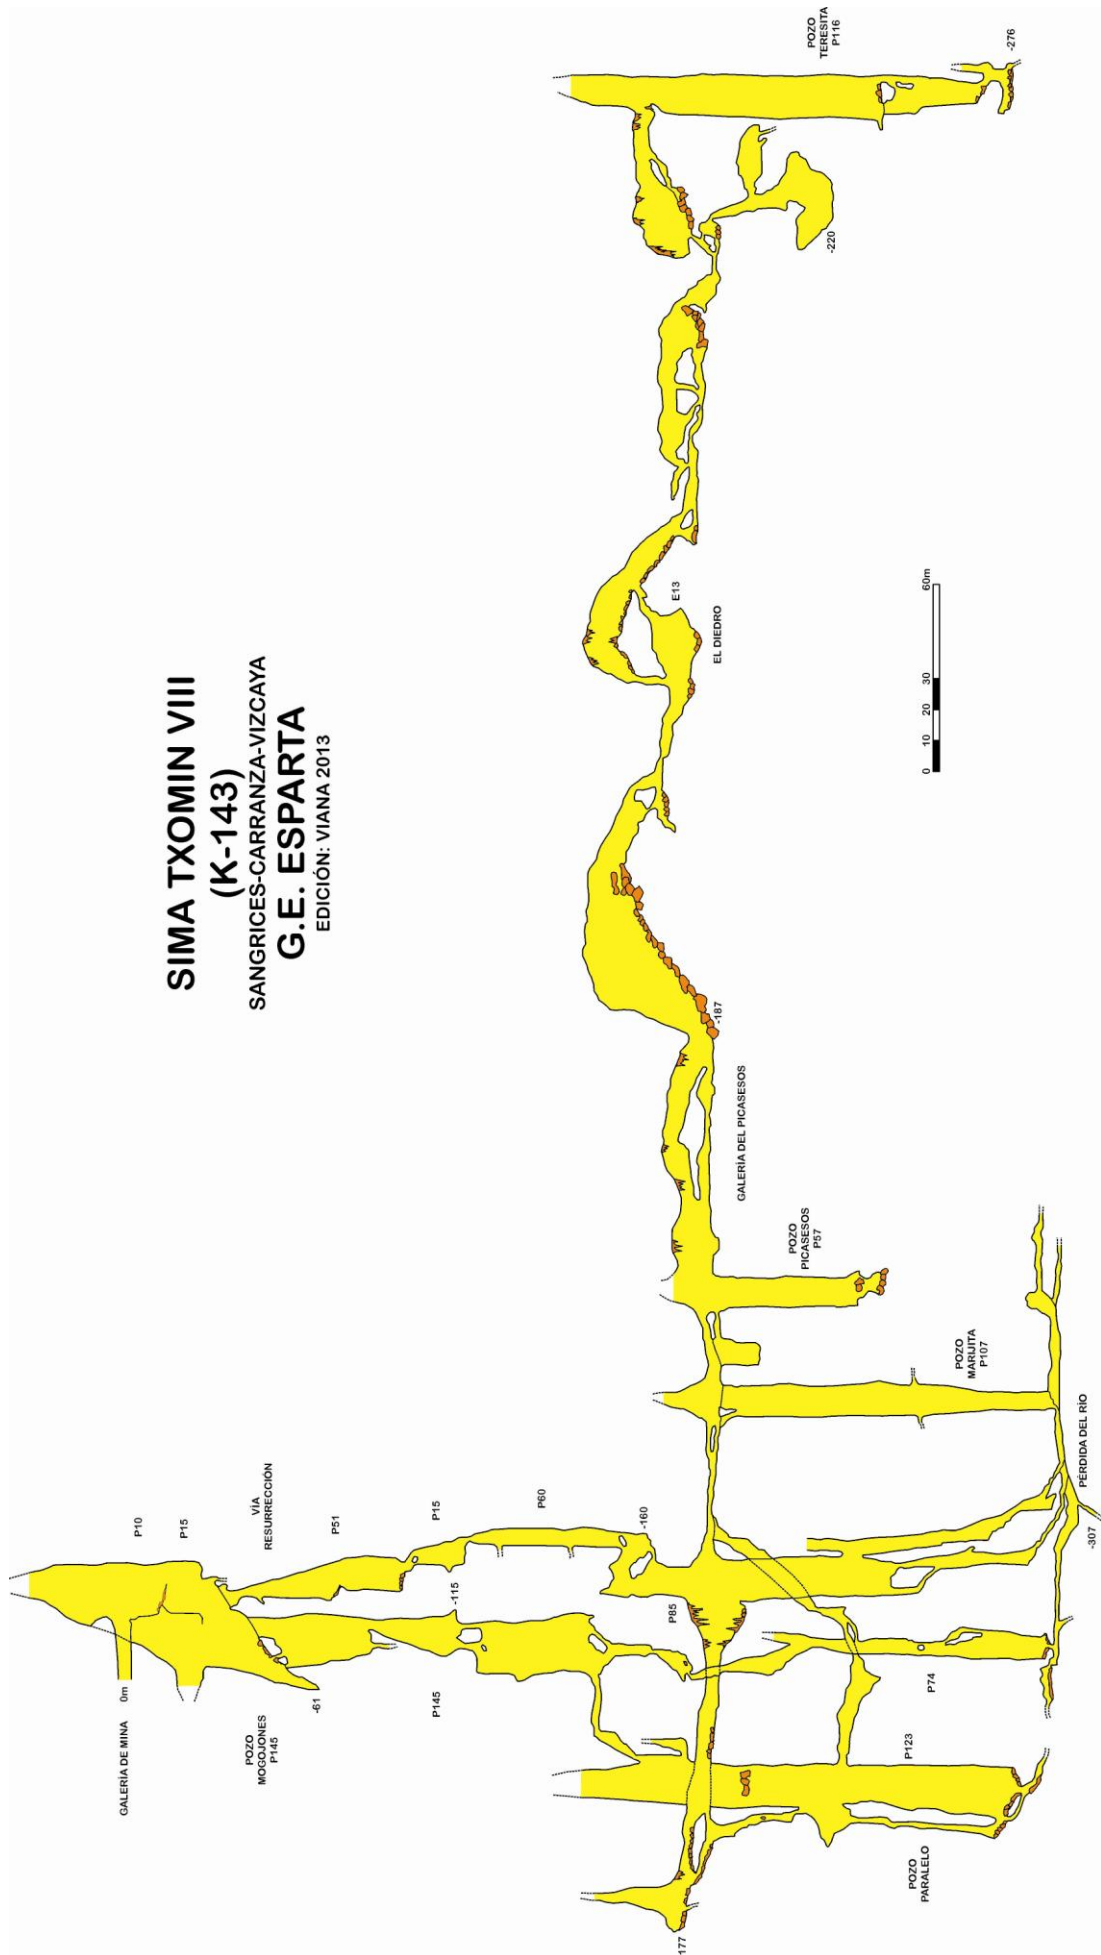 SIMA TXOMIN VIII
(K-143)
SANGRICES-CARRANZA-VIZCAYA
G.E. ESPARTA
EDICIÓN: VIANA 2013
GALERÍA DE MINA
0m
P10
P15
VÍA
RESURRECCIÓN
POZO
MOGOJONES
P145
-61
P51
P15
-115
P145
P60
-160
P85
177
P74
P123
POZO
PARALELO
PÉRDIDA DEL RÍO
-307
POZO
MARIJITA
P107
POZO
PICASESOS
P57
GALERÍA DEL PICASESOS
-187
EL DIEDRO
E13
0
10
20
30
60m
-220
POZO
TERESITA
P116
-276